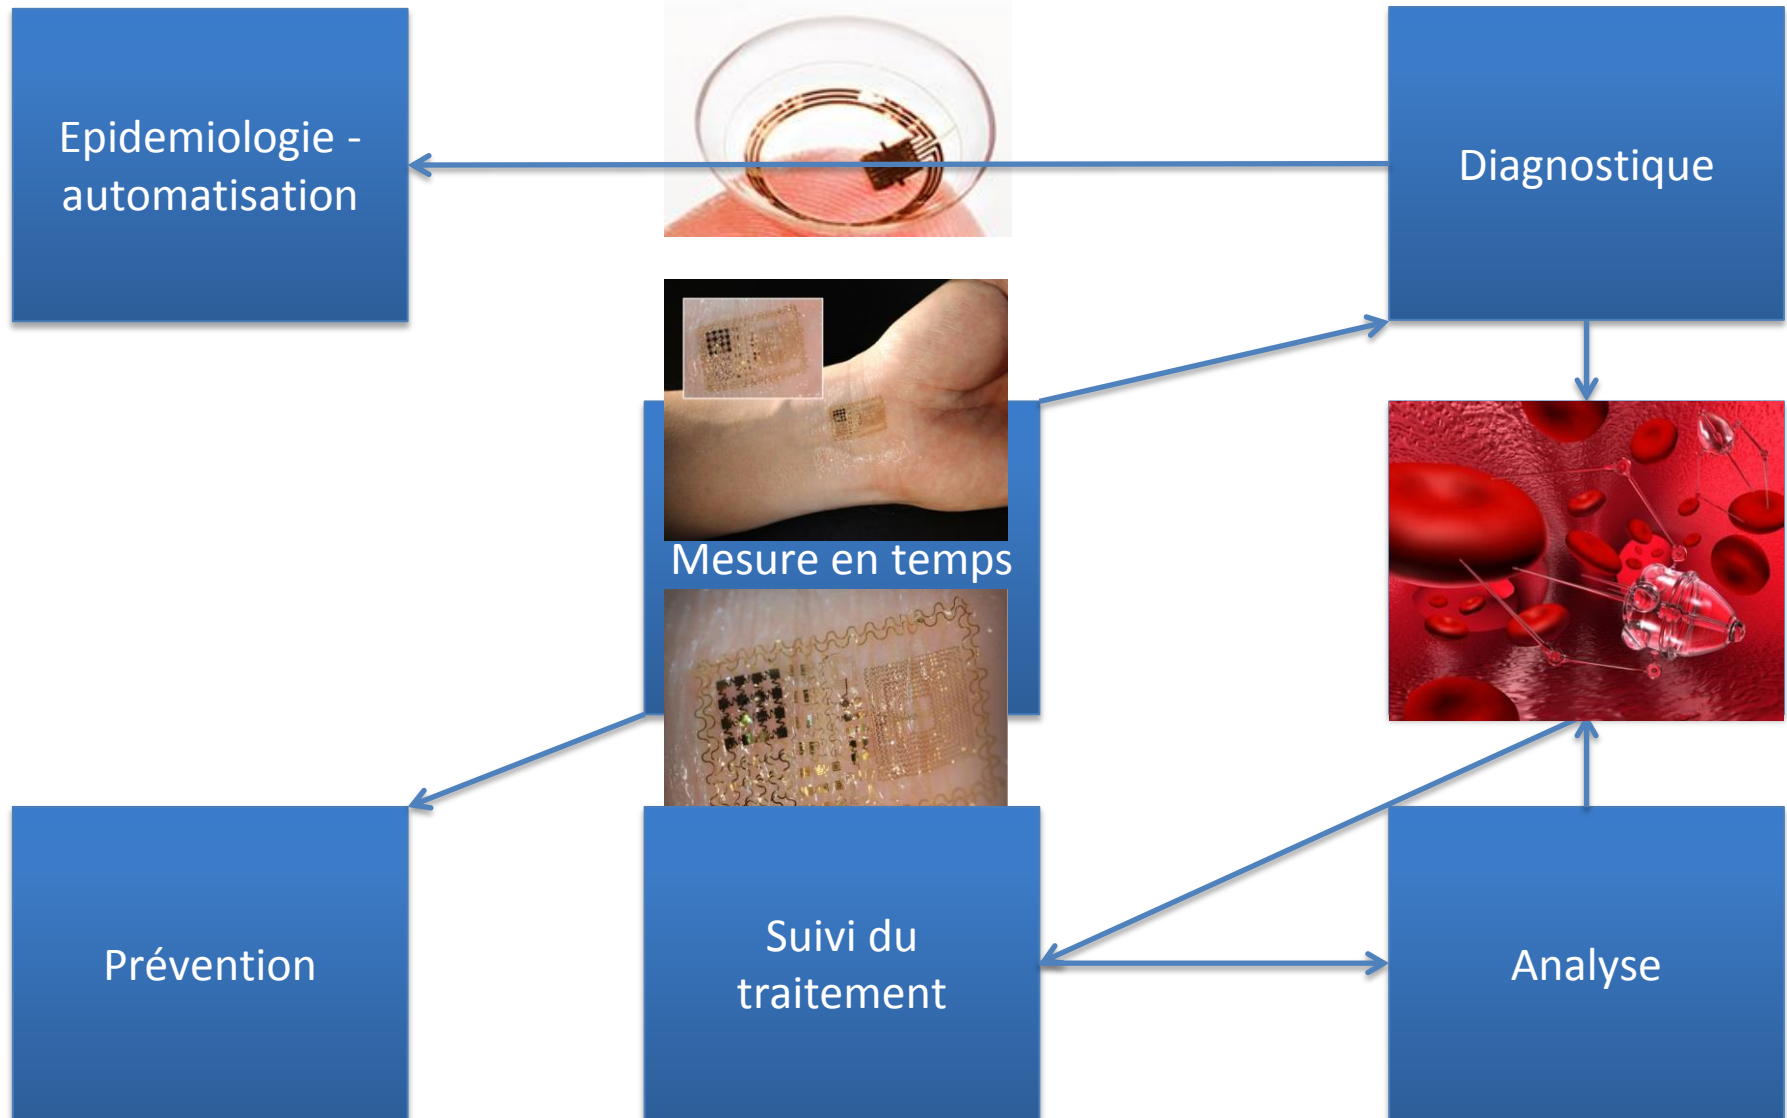 Epidemiologie -
automatisation
Diagnostique
Mesure en temps
Prévention
Suivi du
traitement
Analyse